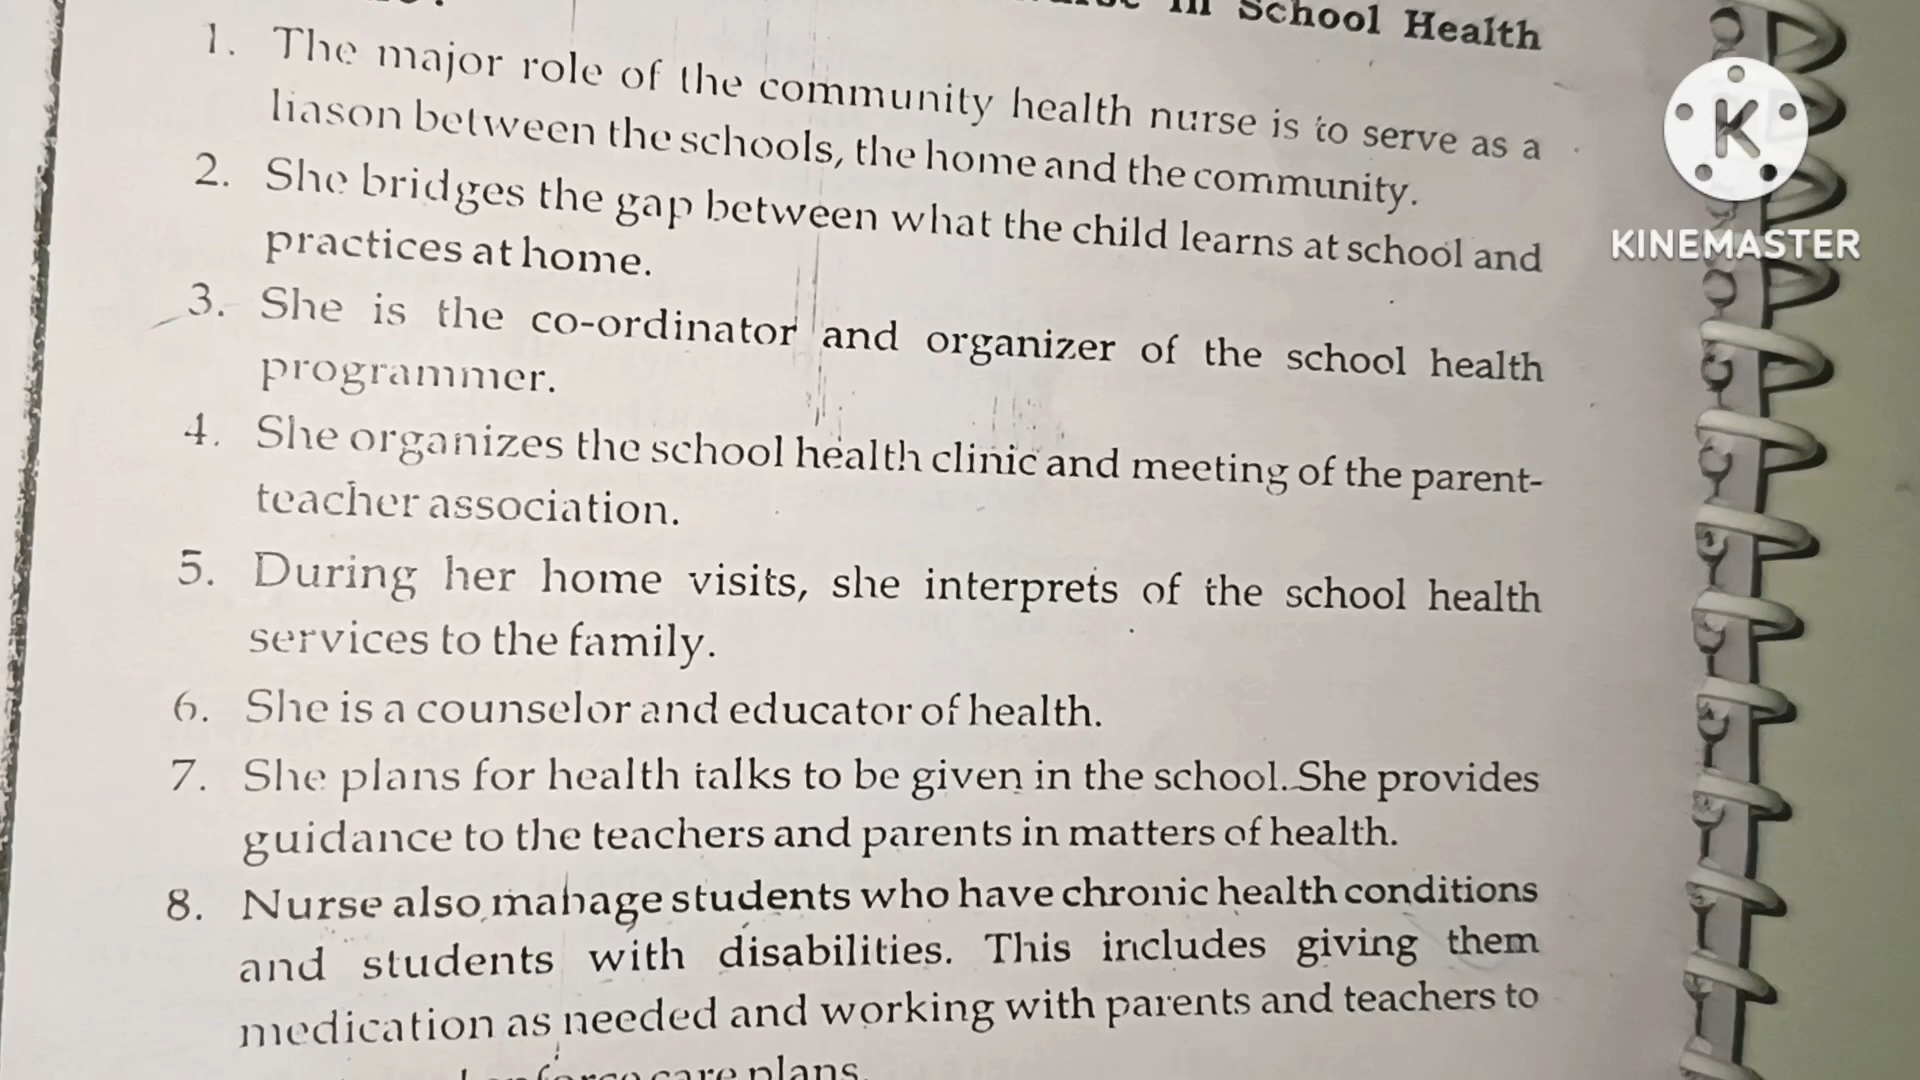 in School Health
1. The major role of the community health nurse is to serve as a
liason between the schools, the home and the community.
2. She bridges the gap between what the child learns at school and
practices at home.
3. She is the co-ordinator and organizer of the school health
programmer.
4. She organizes the school health clinic and meeting of the parent-
teacher association.
5. During her home visits, she interprets of the school health
services to the family.
6. She is a counselor and educator of health.
7. She plans for health talks to be given in the school. She provides
guidance to the teachers and parents in matters of health.
8. Nurse also manage students who have chronic health conditions
and students with disabilities. This includes giving them
medication as needed and working with parents and teachers to
care plans.
K
KINEMASTER